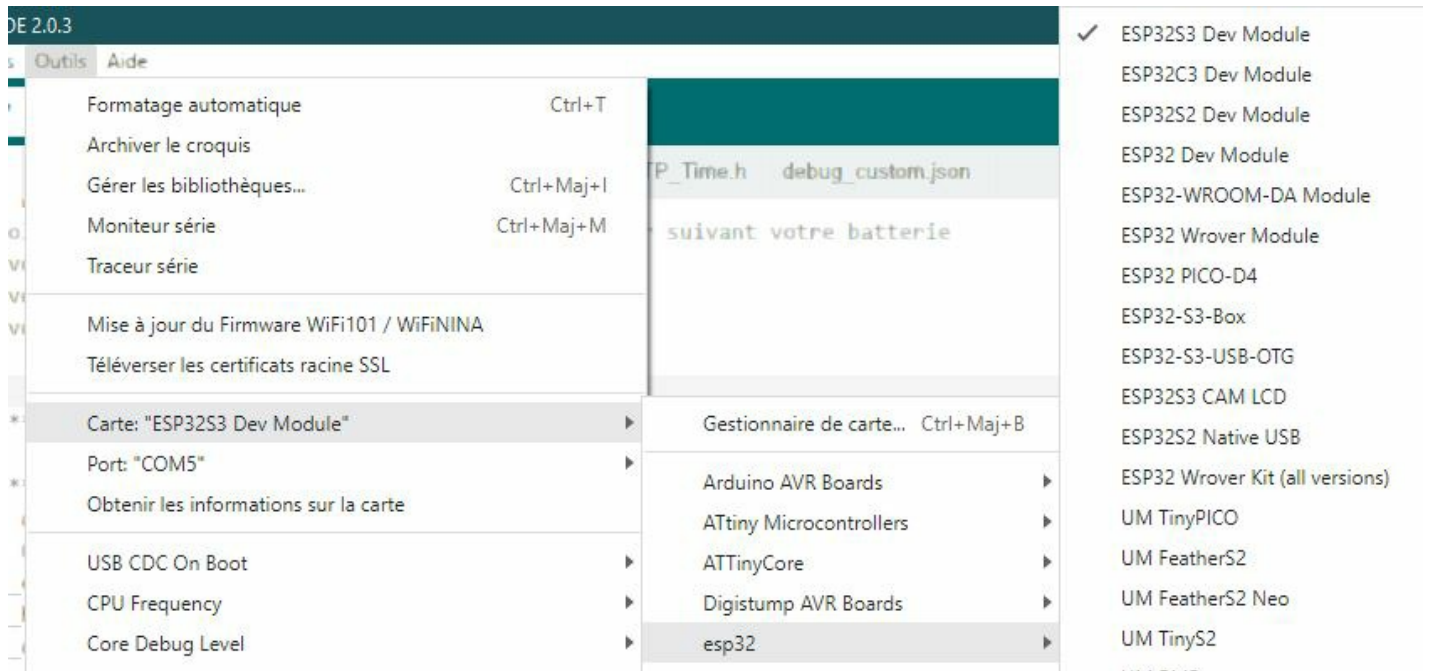 DE 2.0.3
Outils Aide
Formatage automatique Ctrl+T
Archiver le croquis
Gérer les bibliothèques... Ctrl+Maj+I
Moniteur série Ctrl+Maj+M
Traceur série
Mise à jour du Firmware WiFi101 / WiFiNINA
Téléverser les certificats racine SSL
Carte: "ESP32S3 Dev Module"
Port: "COM5"
Obtenir les informations sur la carte
USB CDC On Boot
CPU Frequency
Core Debug Level
TP_Time.h debug_custom.json
suivant votre batterie
Gestionnaire de carte... Ctrl+Maj+B
Arduino AVR Boards
ATtiny Microcontrollers
ATTinyCore
Digistump AVR Boards
esp32
ESP32S3 Dev Module
ESP32C3 Dev Module
ESP32S2 Dev Module
ESP32 Dev Module
ESP32-WROOM-DA Module
ESP32 Wrover Module
ESP32 PICO-D4
ESP32-S3-Box
ESP32-S3-USB-OTG
ESP32S3 CAM LCD
ESP32S2 Native USB
ESP32 Wrover Kit (all versions)
UM TinyPICO
UM FeatherS2
UM FeatherS2 Neo
UM TinyS2